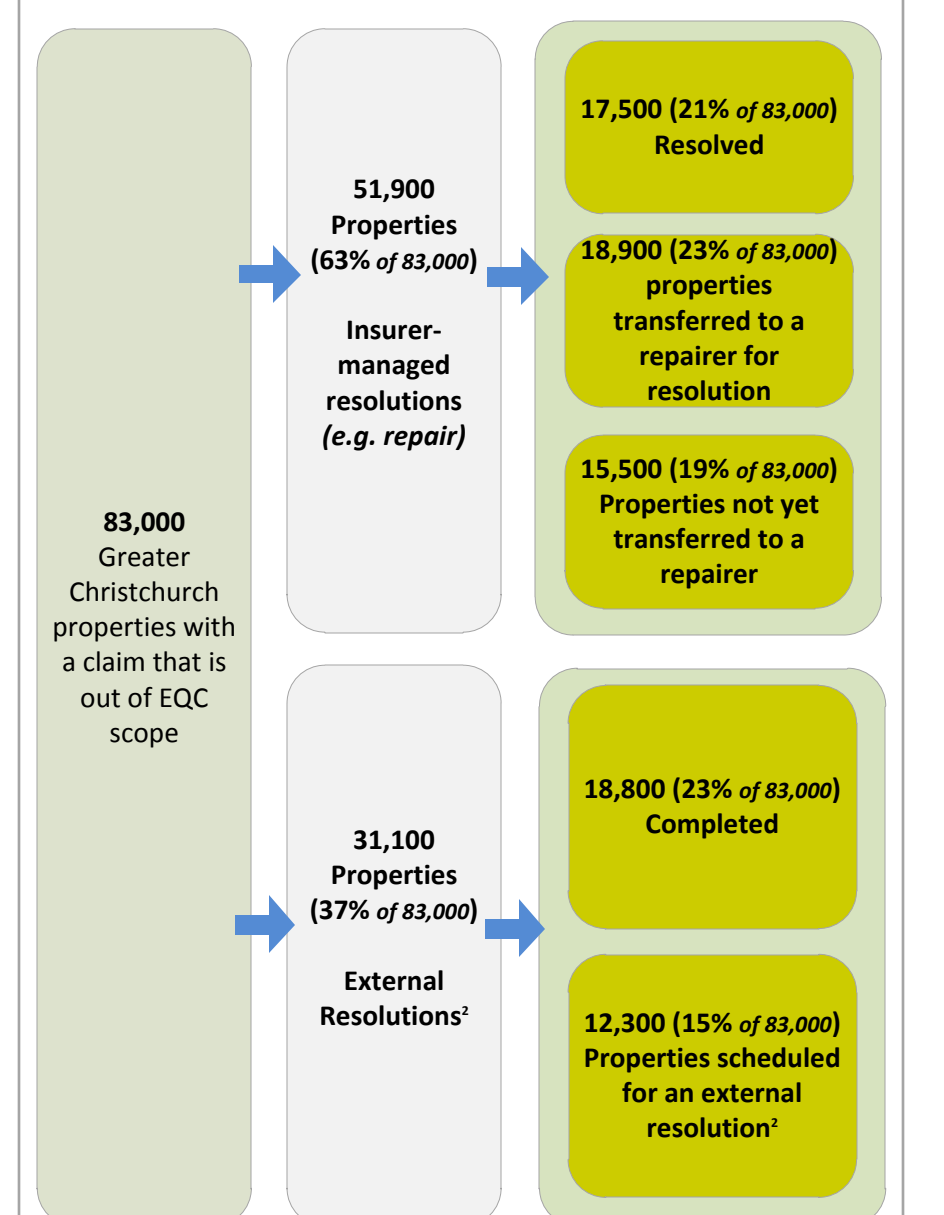 83,000
Greater
Christchurch
properties with
a claim that is
out of EQC
scope
51,900
Properties
(63% of 83,000)
Insurer-
managed
resolutions
(e.g. repair)
17,500 (21% of 83,000)
Resolved
18,900 (23% of 83,000)
properties
transferred to a
repairer for
resolution
15,500 (19% of 83,000)
Properties not yet
transferred to a
repairer
31,100
Properties
(37% of 83,000)
External
Resolutions²
18,800 (23% of 83,000)
Completed
12,300 (15% of 83,000)
Properties scheduled
for an external
resolution²